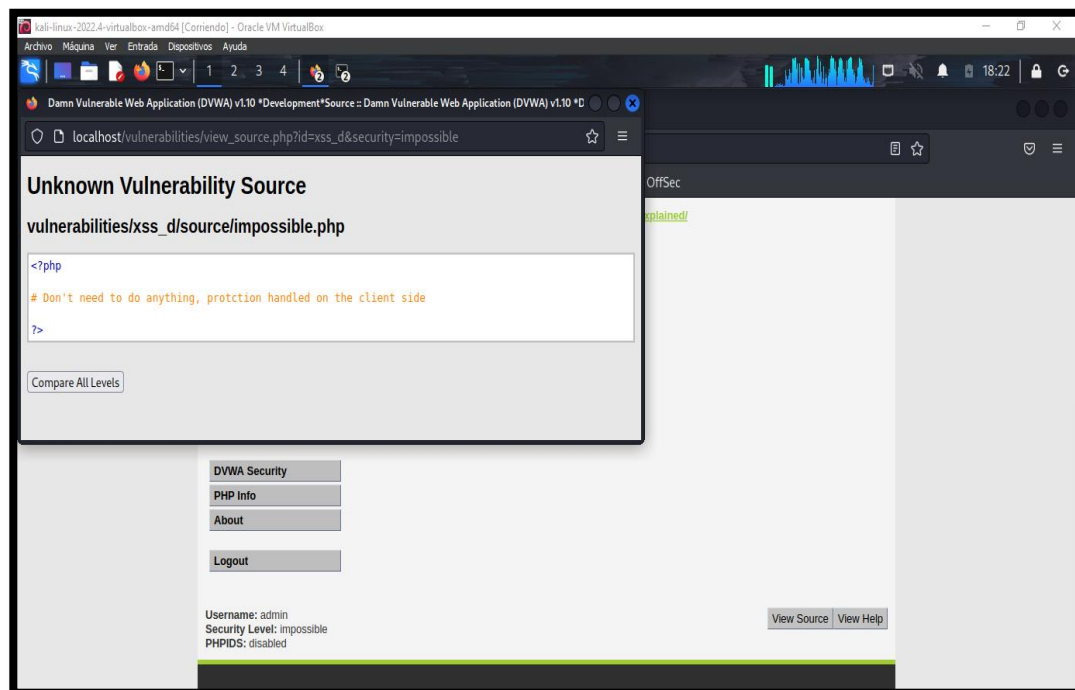 kali-linux-2022.4-virtualbox-amd64 [Corriendo] - Oracle VM VirtualBox
Archivo Máquina Ver Entrada Dispositivos Ayuda
1 2 3 4 18:22
Damn Vulnerable Web Application (DVWA) v1.10 *Development*Source :: Damn Vulnerable Web Application (DVWA) v1.10 *D
localhost/vulnerabilities/view_source.php?id=xss_d&security=impossible
OffSec
xplained/
Unknown Vulnerability Source
vulnerabilities/xss_d/source/impossible.php
<?php
# Don't need to do anything, protction handled on the client side
?>
Compare All Levels
DVWA Security
PHP Info
About
Logout
Username: admin
Security Level: impossible
PHPIDS: disabled
View Source View Help